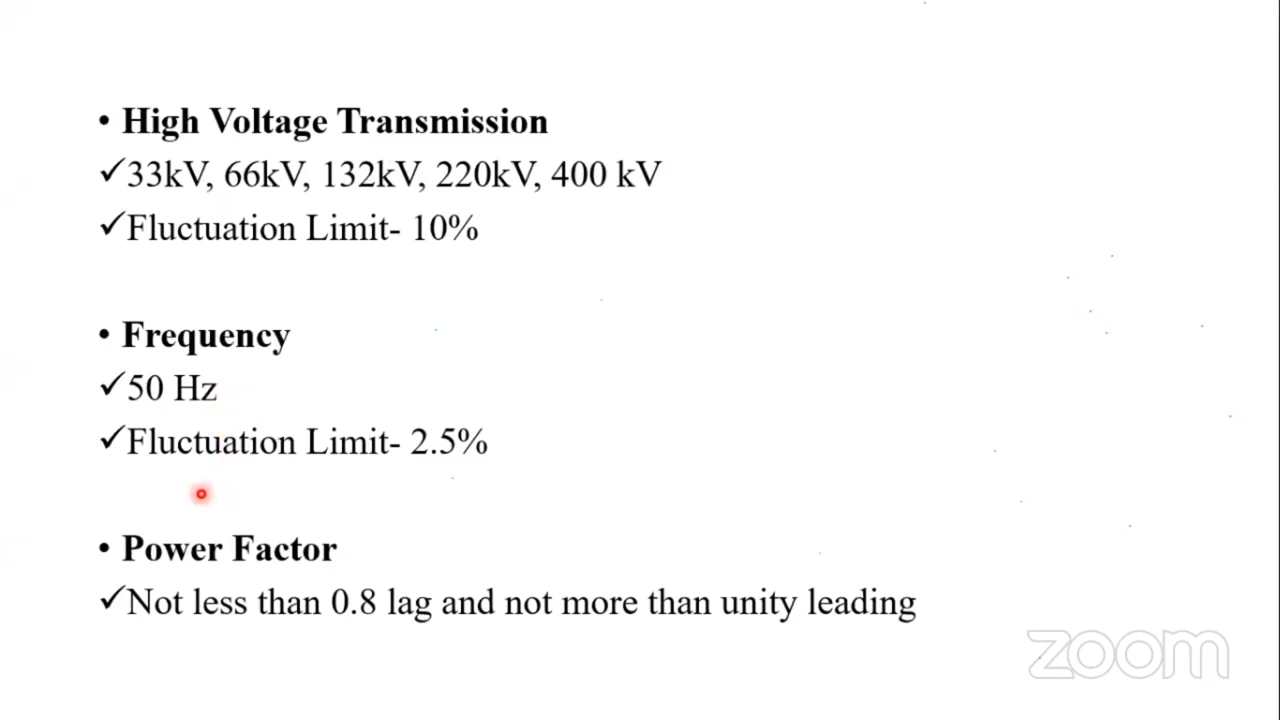 • High Voltage Transmission
✓33kV, 66kV, 132kV, 220kV, 400 kV
✓Fluctuation Limit- 10%
• Frequency
✓50 Hz
✓Fluctuation Limit- 2.5%
• Power Factor
✓Not less than 0.8 lag and not more than unity leading
zoom